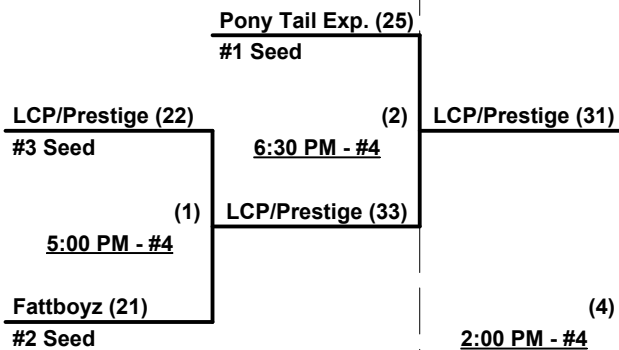 Pony Tail Exp. (25)
#1 Seed
LCP/Prestige (22)
(2)
LCP/Prestige (31)
#3 Seed
6:30 PM - #4
(1)
LCP/Prestige (33)
5:00 PM - #4
Fattboyz (21)
(4)
#2 Seed
2:00 PM - #4